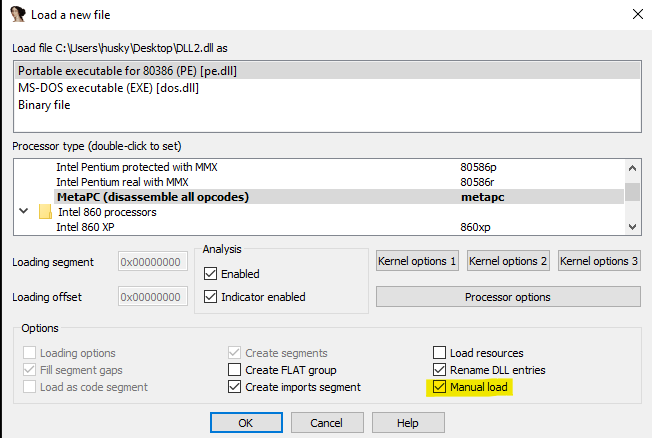 Load a new file
Load file C:\Users\husky\Desktop\DLL2.dll as
Portable executable for 80386 (PE) [pe.dll]
MS-DOS executable (EXE) [dos.dll]
Binary file
Processor type (double-click to set)
Intel Pentium protected with MMX 80586p
Intel Pentium real with MMX 80586r
MetaPC (disassemble all opcodes) metapc
Intel 860 processors
Intel 860 XP 860xp
Loading segment 0x00000000
Loading offset 0x00000000
Analysis
Enabled
Indicator enabled
Kernel options 1 Kernel options 2 Kernel options 3
Processor options
Options
Loading options Create segments Load resources
Fill segment gaps Create FLAT group Rename DLL entries
Load as code segment Create imports segment Manual load
OK Cancel Help